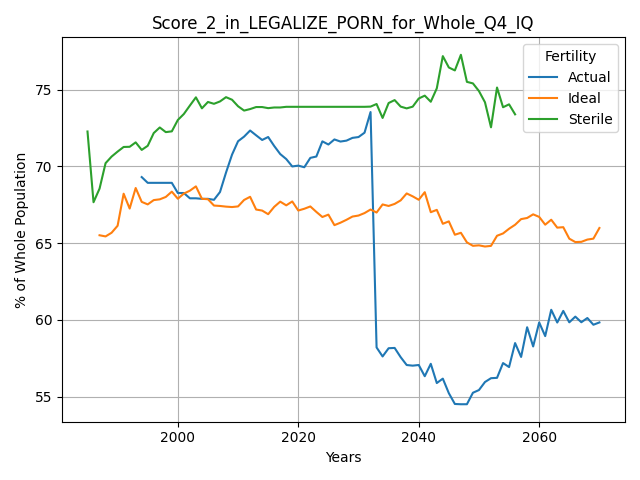 Score_2_in_LEGALIZE_PORN_for_Whole_Q4_IQ
% of Whole Population
75
70
65
60
55
Fertility
Actual
Ideal
Sterile
2000
2020
2040
2060
Years